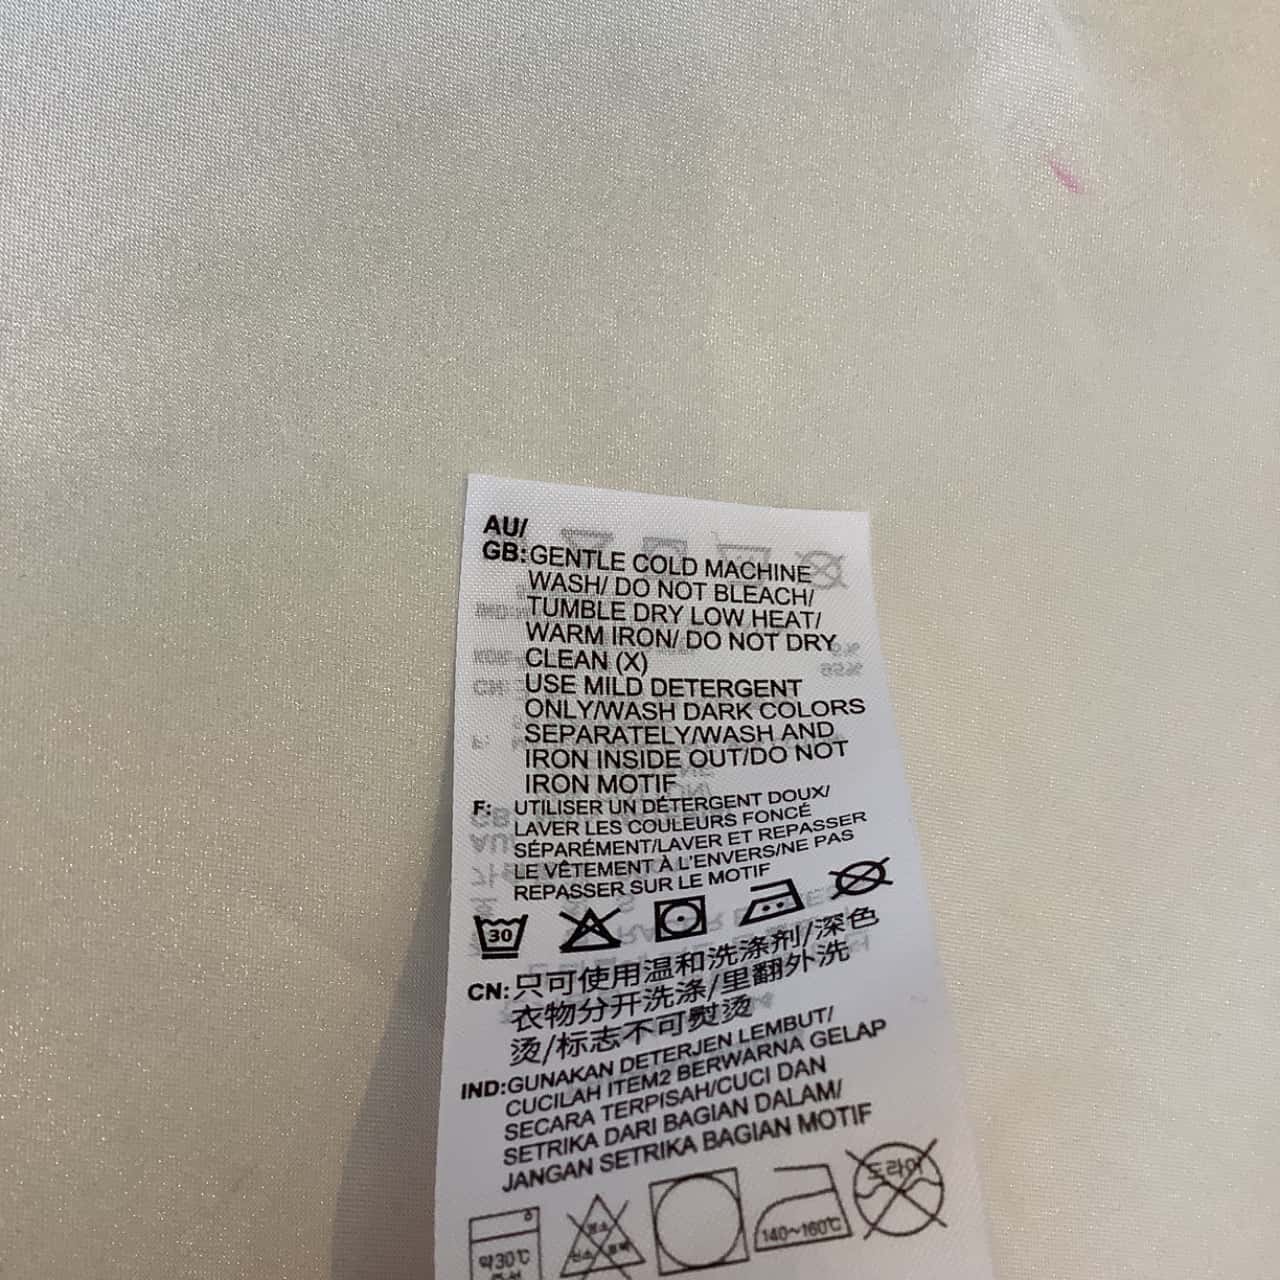 AU/
GB: GENTLE COLD MACHINE
WASH/ DO NOT BLEACH/
TUMBLE DRY LOW HEAT/
WARM IRON/ DO NOT DRY
CLEAN (X)
USE MILD DETERGENT
ONLY/WASH DARK COLORS
SEPARATELY/WASH AND
IRON INSIDE OUT/DO NOT
IRON MOTIF
F: UTILISER UN DÉTERGENT DOUX/
LAVER LES COULEURS FONCÉ
SÉPARÉMENT/LAVER ET REPASSER
LE VÊTEMENT À L'ENVERS/NE PAS
REPASSER SUR LE MOTIF
30
CN: 只可使用温和洗涤剂/深色
衣物分开洗涤/里翻外洗
烫/标志不可熨烫
IND: GUNAKAN DETERJEN LEMBUT/
CUCILAH ITEM2 BERWARNA GELAP
SECARA TERPISAH/CUCI DAN
SETRIKA DARI BAGIAN DALAM/
JANGAN SETRIKA BAGIAN MOTIF
약30℃
140~160℃
드라이